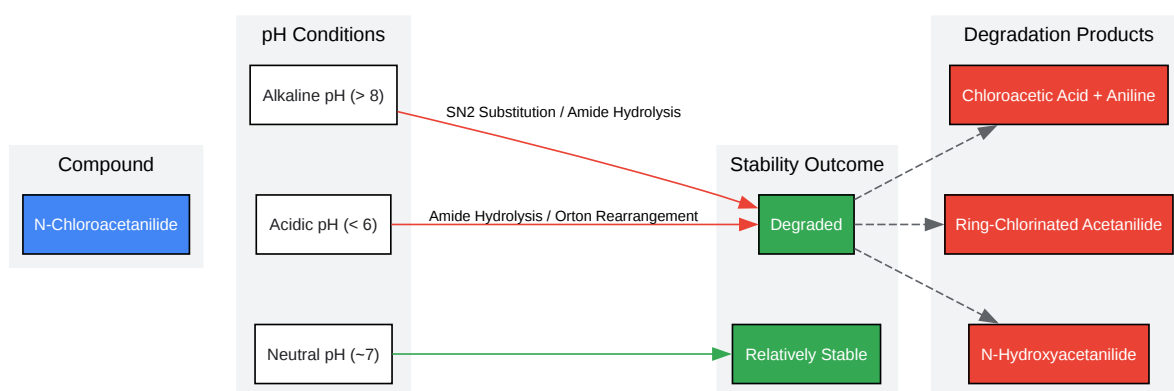 Compound
N-Chloroacetanilide
pH Conditions
Alkaline pH (> 8)
Acidic pH (< 6)
Neutral pH (~7)
SN2 Substitution / Amide Hydrolysis
Amide Hydrolysis / Orton Rearrangement
Stability Outcome
Degraded
Relatively Stable
Degradation Products
Chloroacetic Acid + Aniline
Ring-Chlorinated Acetanilide
N-Hydroxyacetanilide